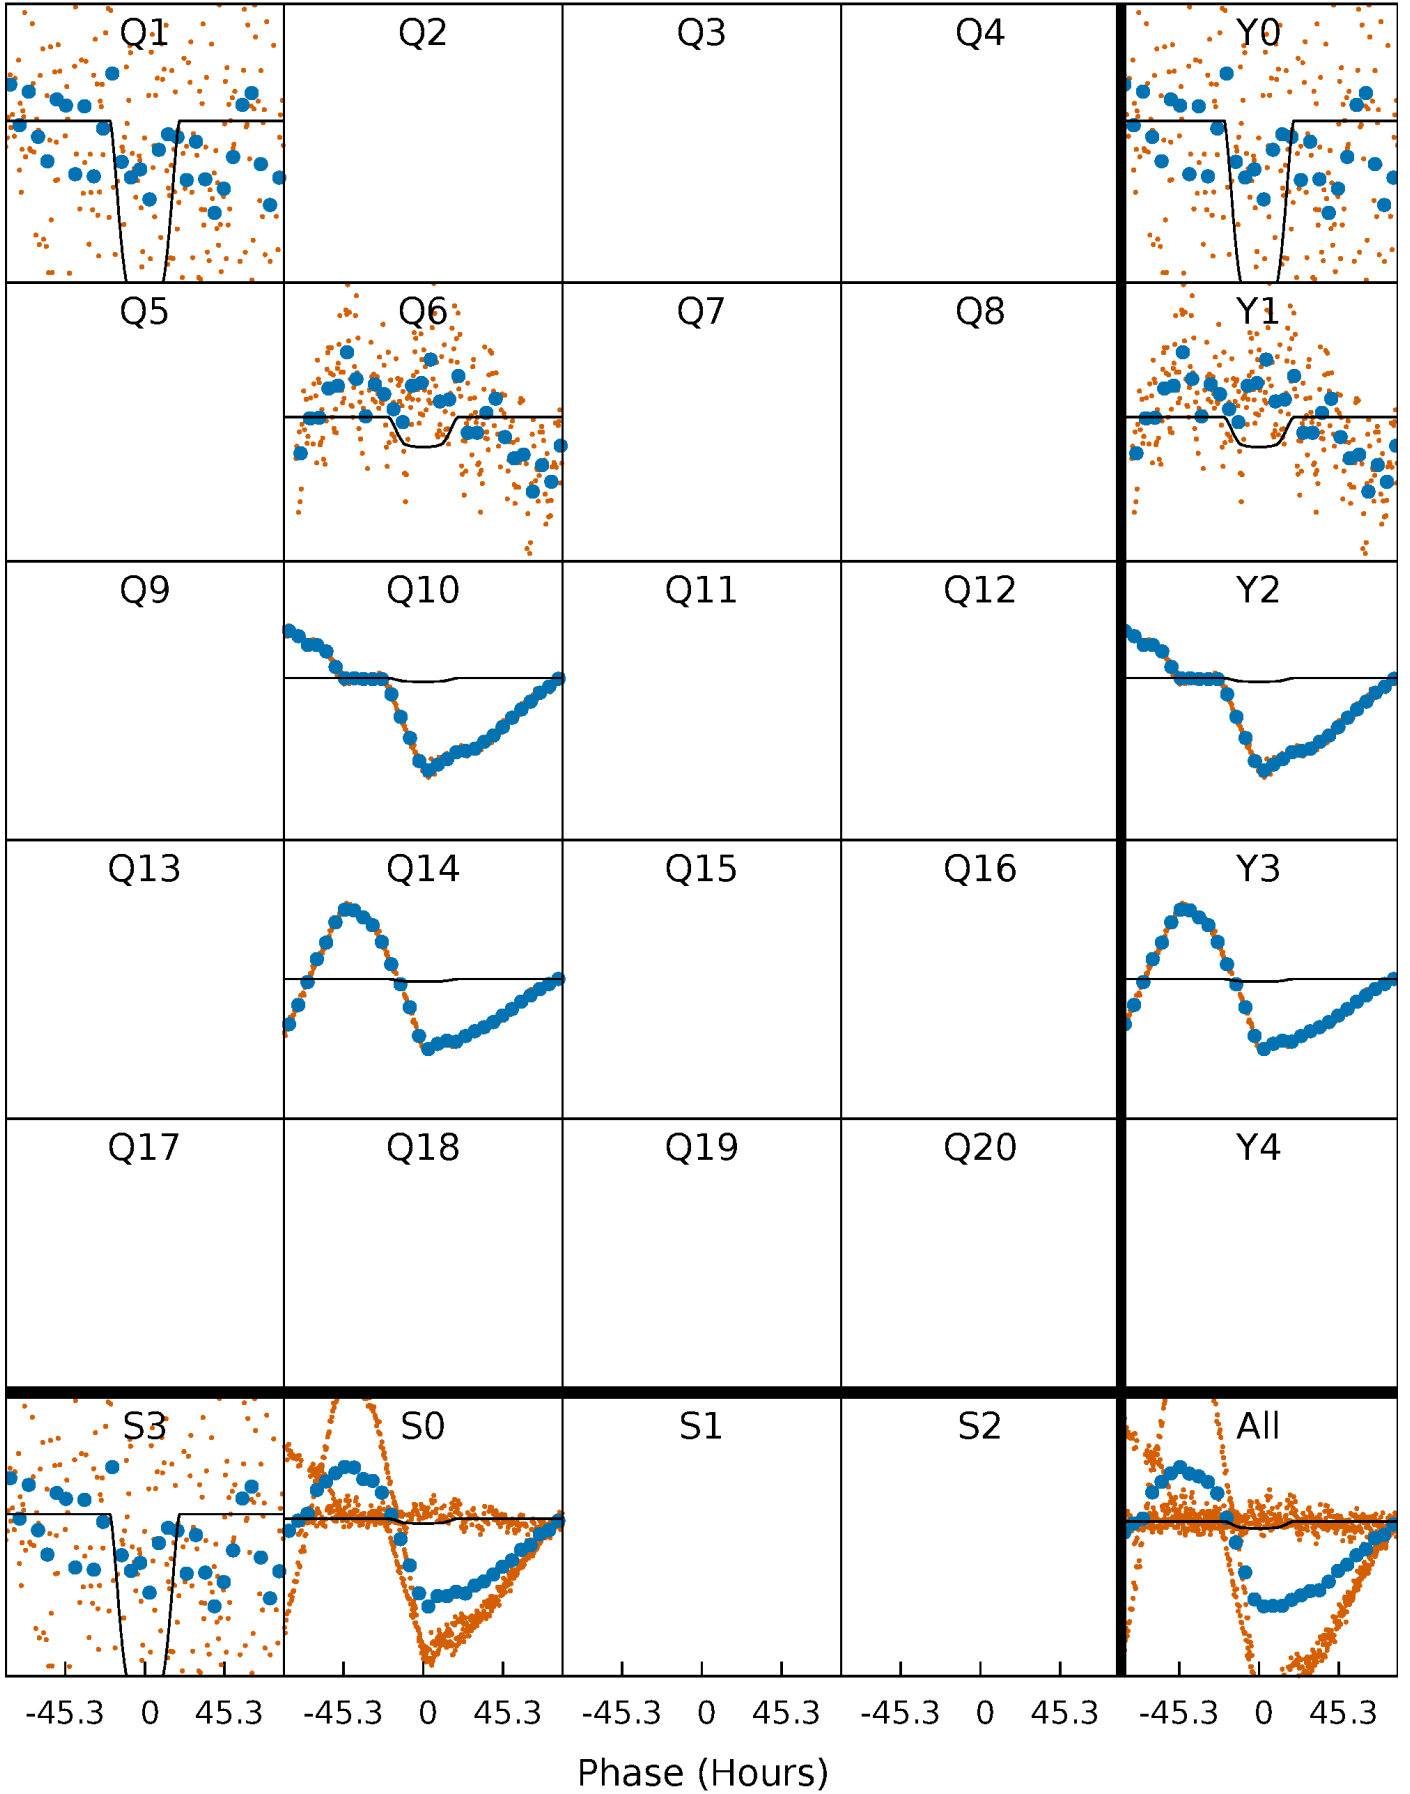 Q1 Q2 Q3 Q4 Y0
Q5 Q6 Q7 Q8 Y1
Q9 Q10 Q11 Q12 Y2
Q13 Q14 Q15 Q16 Y3
Q17 Q18 Q19 Q20 Y4
S3 S0 S1 S2 All
-45.3 0 45.3 -45.3 0 45.3 -45.3 0 45.3 -45.3 0 45.3 -45.3 0 45.3
Phase (Hours)